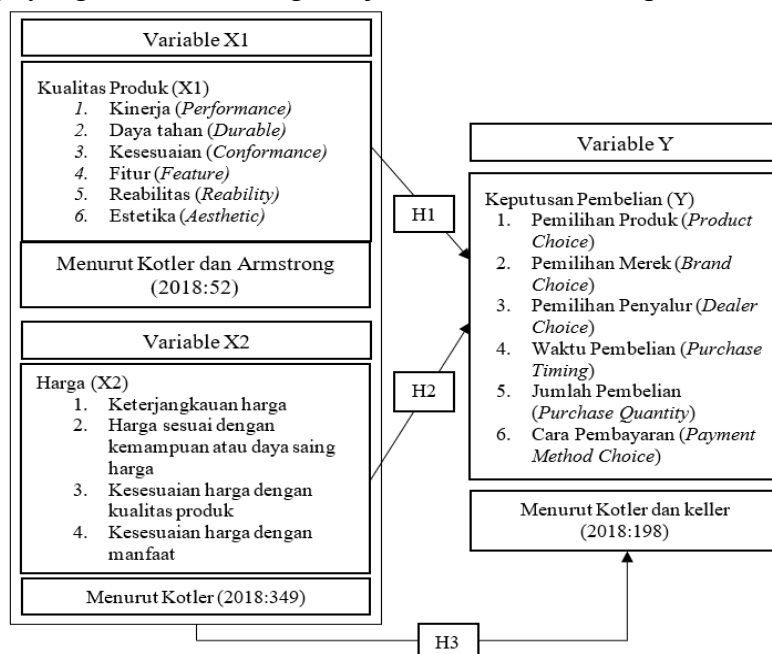 Variable X1
Kualitas Produk (X1)
1. Kinerja (Performance)
2. Daya tahan (Durable)
3. Kesesuaian (Conformance)
4. Fitur (Feature)
5. Reabilitas (Reability)
6. Estetika (Aesthetic)
Menurut Kotler dan Armstrong
(2018:52)
Variable X2
Harga (X2)
1. Keterjangkauan harga
2. Harga sesuai dengan
kemampuan atau daya saing
harga
3. Kesesuaian harga dengan
kualitas produk
4. Kesesuaian harga dengan
manfaat
Menurut Kotler (2018:349)
H1
H2
H3
Variable Y
Keputusan Pembelian (Y)
1. Pemilihan Produk (Product
Choice)
2. Pemilihan Merek (Brand
Choice)
3. Pemilihan Penyalur (Dealer
Choice)
4. Waktu Pembelian (Purchase
Timing)
5. Jumlah Pembelian
(Purchase Quantity)
6. Cara Pembayaran (Payment
Method Choice)
Menurut Kotler dan keller
(2018:198)